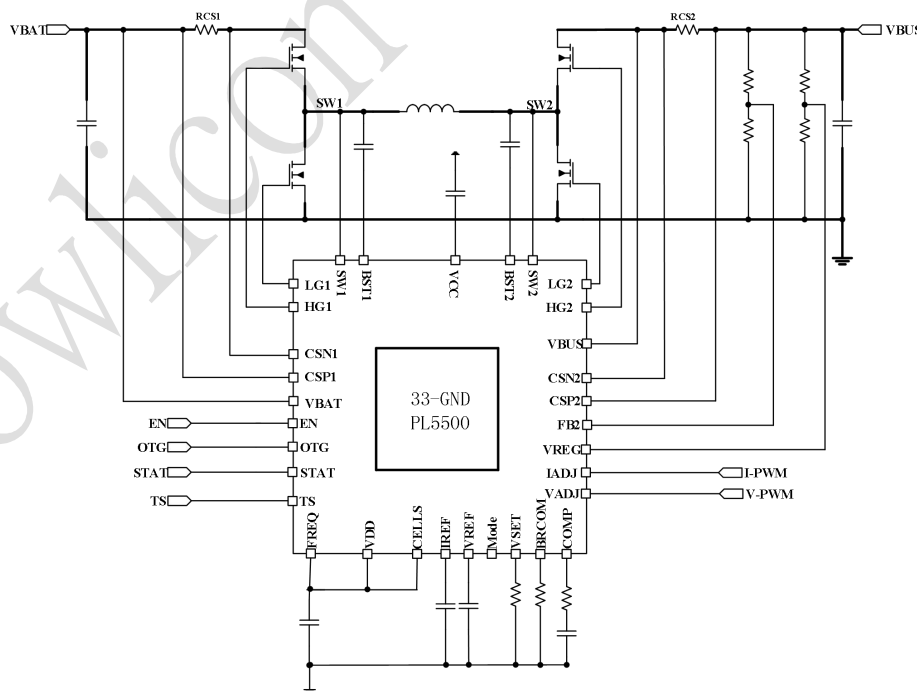 RCS1
RCS2
VBAT
VBUS
SW1
SW2
SW1
BST1
VCC
BST2
SW2
LG1
HG1
CSN1
CSP1
VBAT
EN
EN
OTG
OTG
STAT
STAT
TS
TS
33-GND
PL5500
LG2
HG2
VBUS
CSN2
CSP2
FB2
VREG
IADJ
I-PWM
VADJ
V-PWM
FREQ
VDD
CELLS
IREF
VREF
Mode
VSET
BRCOM
COMP
owlicon